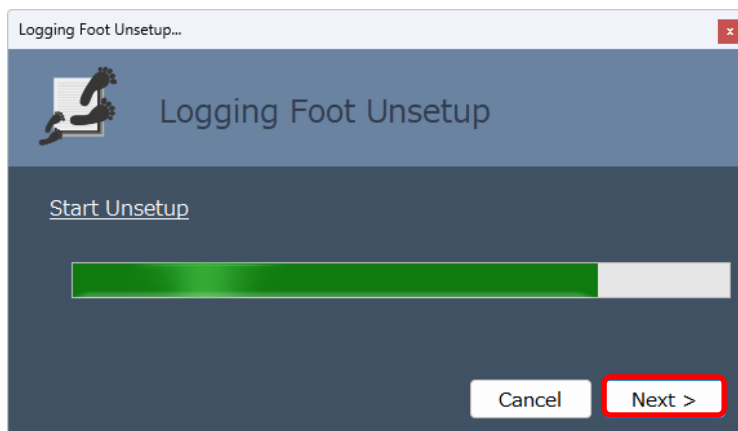 Logging Foot Unsetup...
x
Logging Foot Unsetup
Start Unsetup
Cancel
Next >